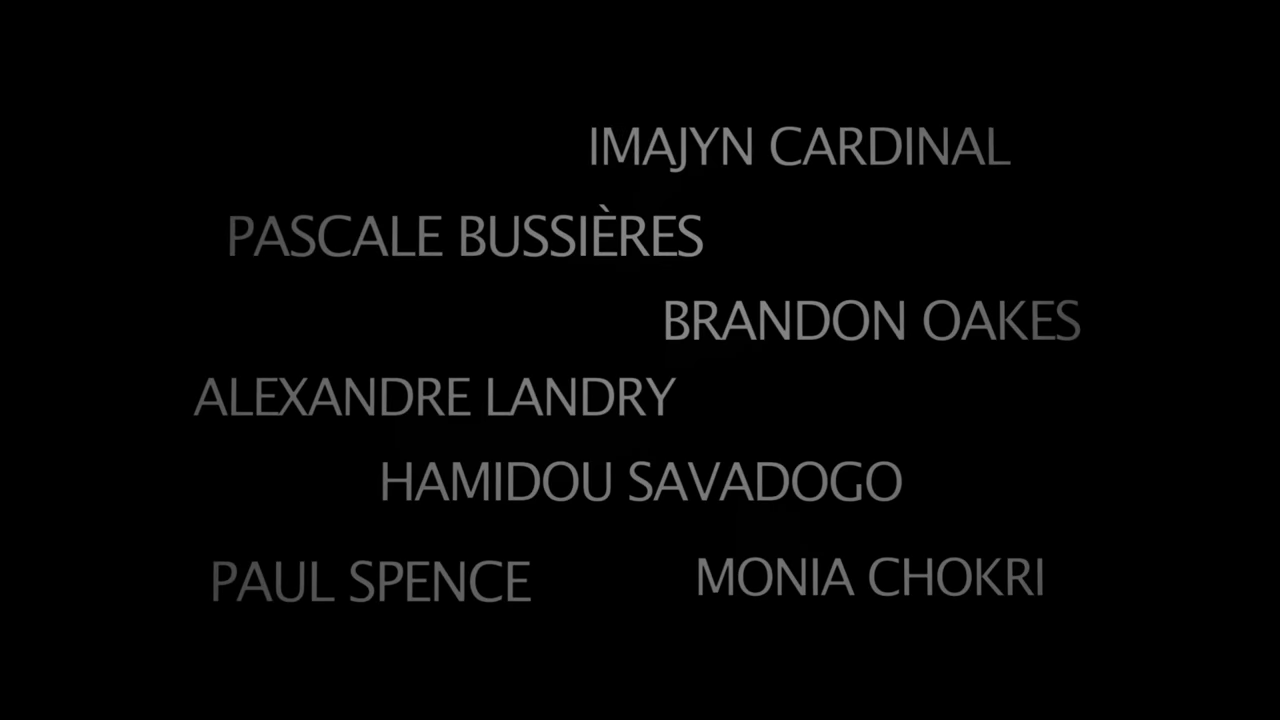 IMAJYN CARDINAL
PASCALE BUSSIÈRES
BRANDON OAKES
ALEXANDRE LANDRY
HAMIDOU SAVADOGO
PAUL SPENCE
MONIA CHOKRI